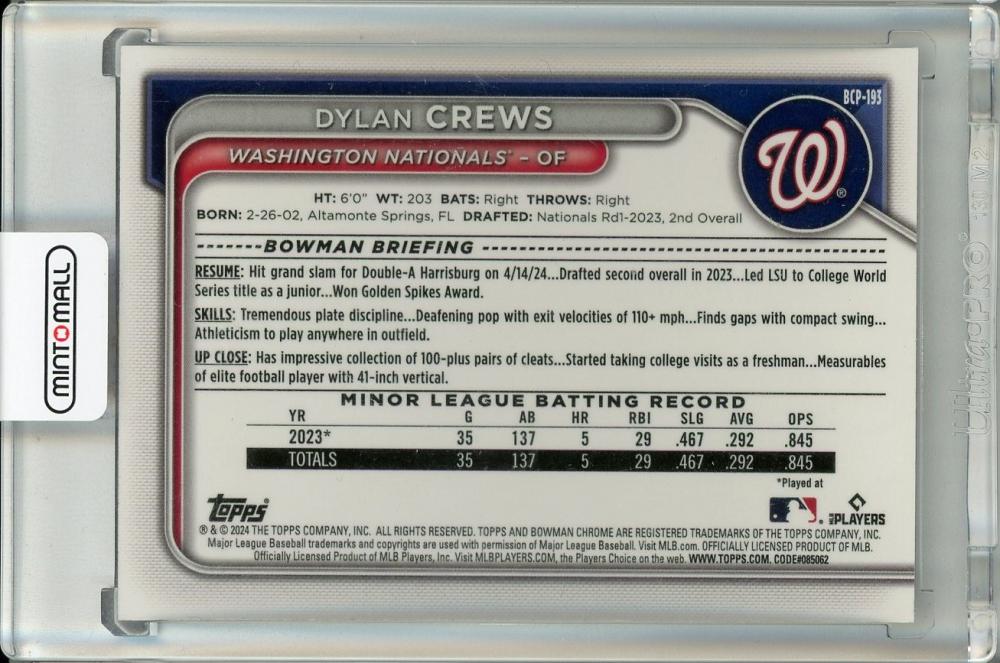 BCP-193
DYLAN CREWS
WASHINGTON NATIONALS® - OF
W®
HT: 6'0" WT: 203 BATS: Right THROWS: Right
BORN: 2-26-02, Altamonte Springs, FL DRAFTED: Nationals Rd1-2023, 2nd Overall
BOWMAN BRIEFING
RESUME: Hit grand slam for Double-A Harrisburg on 4/14/24...Drafted second overall in 2023...Led LSU to College World
Series title as a junior...Won Golden Spikes Award.
SKILLS: Tremendous plate discipline...Deafening pop with exit velocities of 110+ mph...Finds gaps with compact swing...
Athleticism to play anywhere in outfield.
UP CLOSE: Has impressive collection of 100-plus pairs of cleats...Started taking college visits as a freshman...Measurables
of elite football player with 41-inch vertical.
MINOR LEAGUE BATTING RECORD
YR G AB HR RBI SLG AVG OPS
2023* 35 137 5 29 .467 .292 .845
TOTALS 35 137 5 29 .467 .292 .845
*Played at
Topps®
MLB PLAYERS
® & © 2024 THE TOPPS COMPANY, INC. ALL RIGHTS RESERVED. TOPPS AND BOWMAN CHROME ARE REGISTERED TRADEMARKS OF THE TOPPS COMPANY, INC.
Major League Baseball trademarks and copyrights are used with permission of Major League Baseball. Visit MLB.com. OFFICIALLY LICENSED PRODUCT OF MLB.
Officially Licensed Product of MLB Players, Inc. Visit MLBPLAYERS.COM, the Players Choice on the web. WWW.TOPPS.COM. CODE#085062
MINTOMALL
Ultra•PRO®